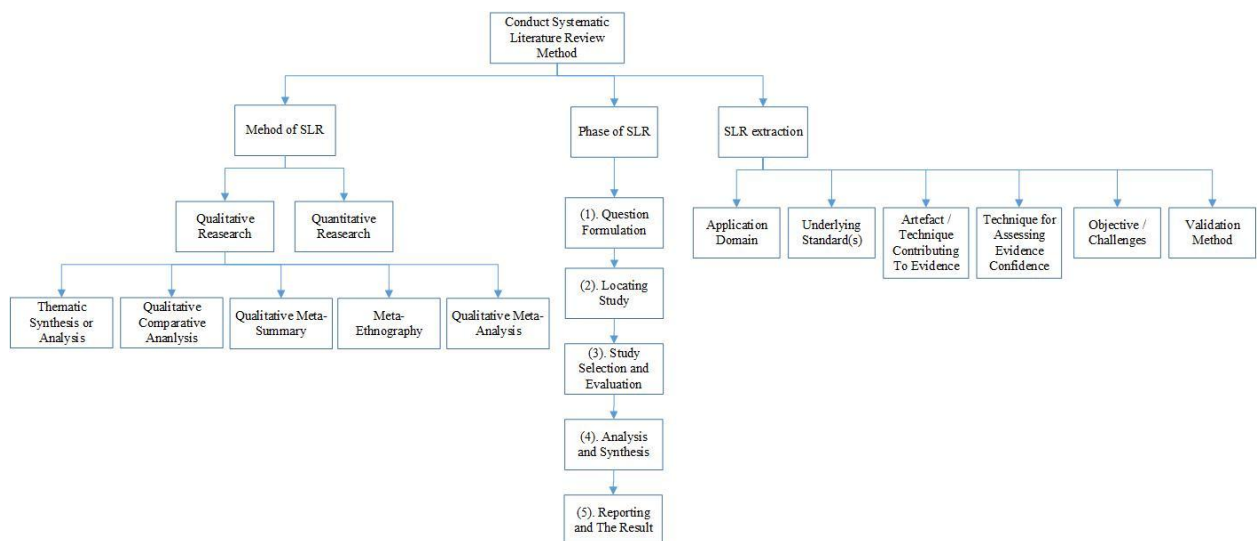 Conduct Systematic
Literature Review
Method
Mehod of SLR
Phase of SLR
SLR extraction
Qualitative
Reasearch
Quantitative
Reasearch
(1). Question
Formulation
Application
Domain
Underlying
Standard(s)
Artefact /
Technique
Contributing
To Evidence
Technique for
Assessing
Evidence
Confidence
Objective /
Challenges
Validation
Method
(2). Locating
Study
Thematic
Synthesis or
Analysis
Qualitative
Comparative
Ananlysis
Qualitative Meta-
Summary
Meta-
Ethnography
Qualitative Meta-
Analysis
(3). Study
Selection and
Evaluation
(4). Analysis
and Synthesis
(5). Reporting
and The Result